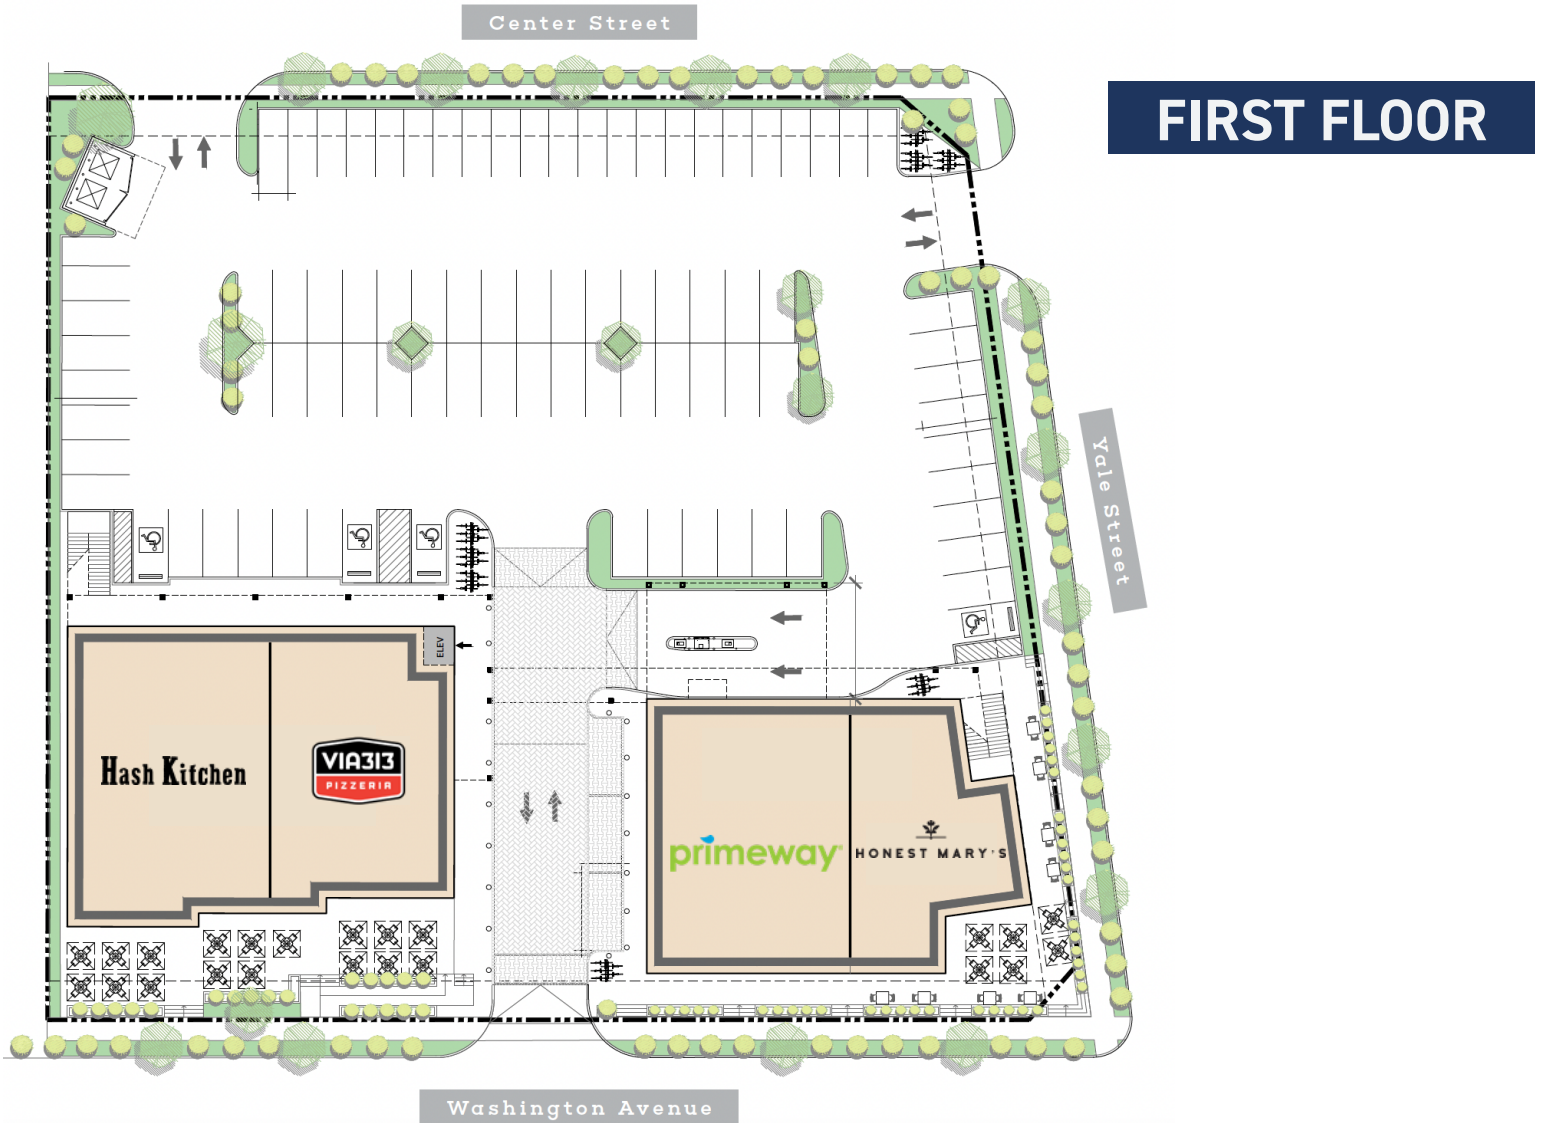 Center Street
FIRST FLOOR
Yale Street
ELEV
Hash Kitchen
VIA313
PIZZERIA
primeway
HONEST MARY'S
Washington Avenue